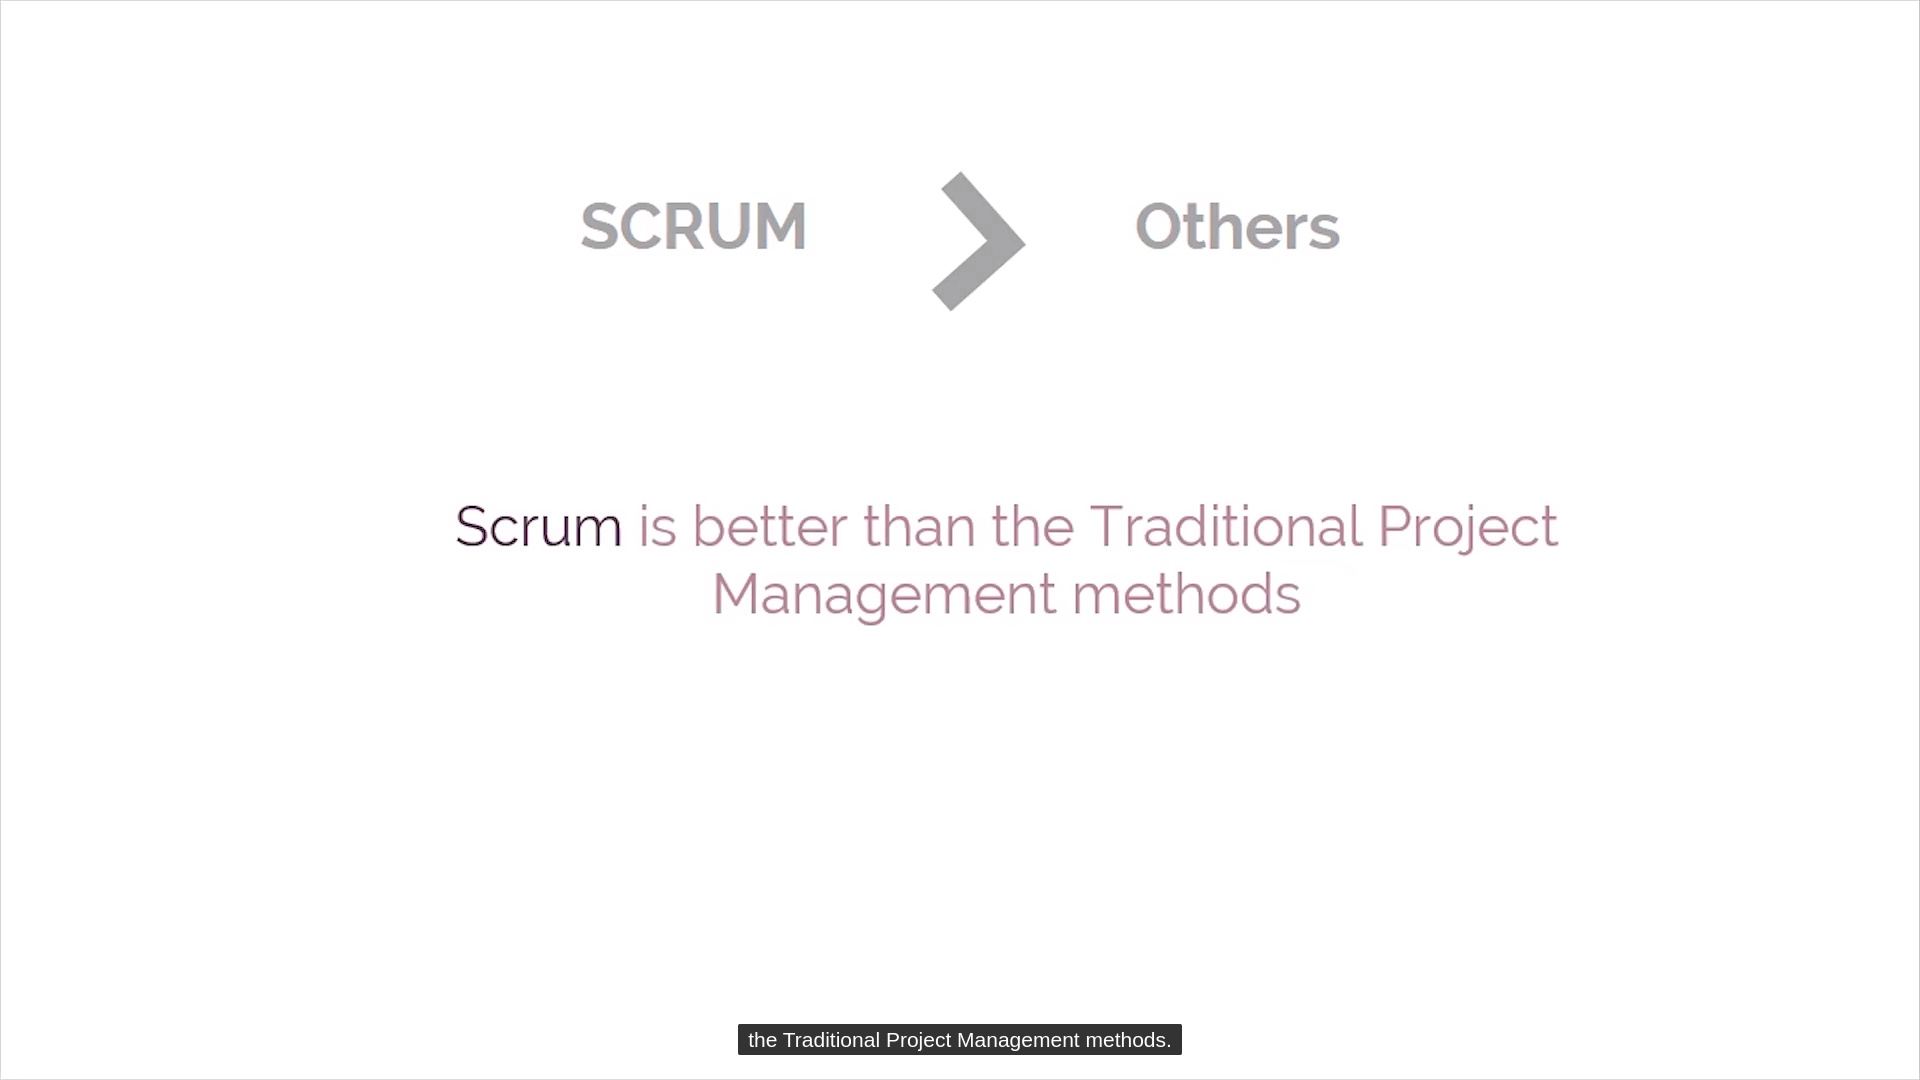 SCRUM > Others
Scrum is better than the Traditional Project
Management methods
the Traditional Project Management methods.